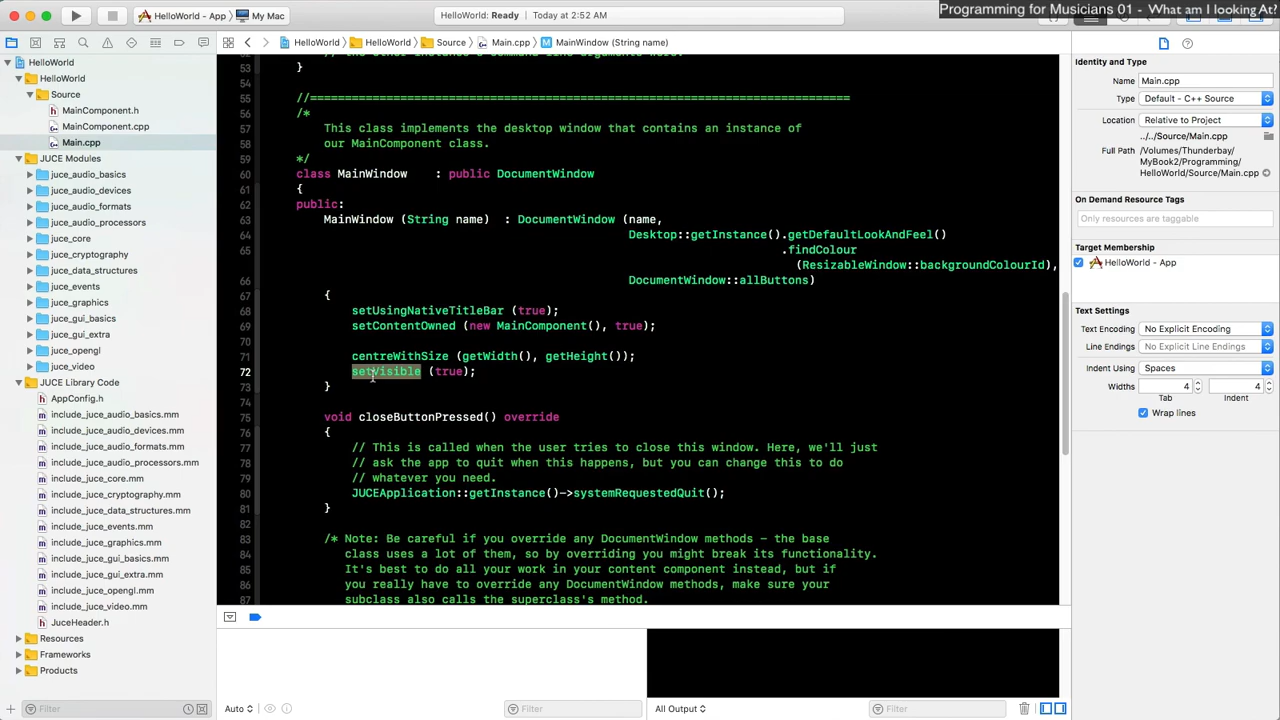 HelloWorld - App
My Mac
HelloWorld: Ready
Today at 2:52 AM
Programming for Musicians 01 - What am I looking At?
HelloWorld
HelloWorld
Source
Main.cpp
MainWindow (String name)
HelloWorld
HelloWorld
Source
MainComponent.h
MainComponent.cpp
Main.cpp
JUCE Modules
juce_audio_basics
juce_audio_devices
juce_audio_formats
juce_audio_processors
juce_core
juce_cryptography
juce_data_structures
juce_events
juce_graphics
juce_gui_basics
juce_gui_extra
juce_opengl
juce_video
JUCE Library Code
AppConfig.h
include_juce_audio_basics.mm
include_juce_audio_devices.mm
include_juce_audio_formats.mm
include_juce_audio_processors.mm
include_juce_core.mm
include_juce_cryptography.mm
include_juce_data_structures.mm
include_juce_events.mm
include_juce_graphics.mm
include_juce_gui_basics.mm
include_juce_gui_extra.mm
include_juce_opengl.mm
include_juce_video.mm
JuceHeader.h
Resources
Frameworks
Products
Filter
52 // the other instance's command-line arguments were.
53 }
54
55 //==============================================================================
56 /*
57 This class implements the desktop window that contains an instance of
58 our MainComponent class.
59 */
60 class MainWindow    : public DocumentWindow
61 {
62 public:
63 MainWindow (String name)  : DocumentWindow (name,
64 Desktop::getInstance().getDefaultLookAndFeel()
65 .findColour
(ResizableWindow::backgroundColourId),
66 DocumentWindow::allButtons)
67 {
68 setUsingNativeTitleBar (true);
69 setContentOwned (new MainComponent(), true);
70
71 centreWithSize (getWidth(), getHeight());
72 setVisible (true);
73 }
74
75 void closeButtonPressed() override
76 {
77 // This is called when the user tries to close this window. Here, we'll just
78 // ask the app to quit when this happens, but you can change this to do
79 // whatever you need.
80 JUCEApplication::getInstance()->systemRequestedQuit();
81 }
82
83 /* Note: Be careful if you override any DocumentWindow methods - the base
84 class uses a lot of them, so by overriding you might break its functionality.
85 It's best to do all your work in your content component instead, but if
86 you really have to override any DocumentWindow methods, make sure your
87 subclass also calls the superclass's method.
Auto
Filter
All Output
Filter
Identity and Type
Name Main.cpp
Type Default - C++ Source
Location Relative to Project
../../Source/Main.cpp
Full Path /Volumes/Thunderbay/
MyBook2/Programming/
HelloWorld/Source/Main.cpp
On Demand Resource Tags
Only resources are taggable
Target Membership
HelloWorld - App
Text Settings
Text Encoding No Explicit Encoding
Line Endings No Explicit Line Endings
Indent Using Spaces
Widths 4 4
Tab Indent
Wrap lines